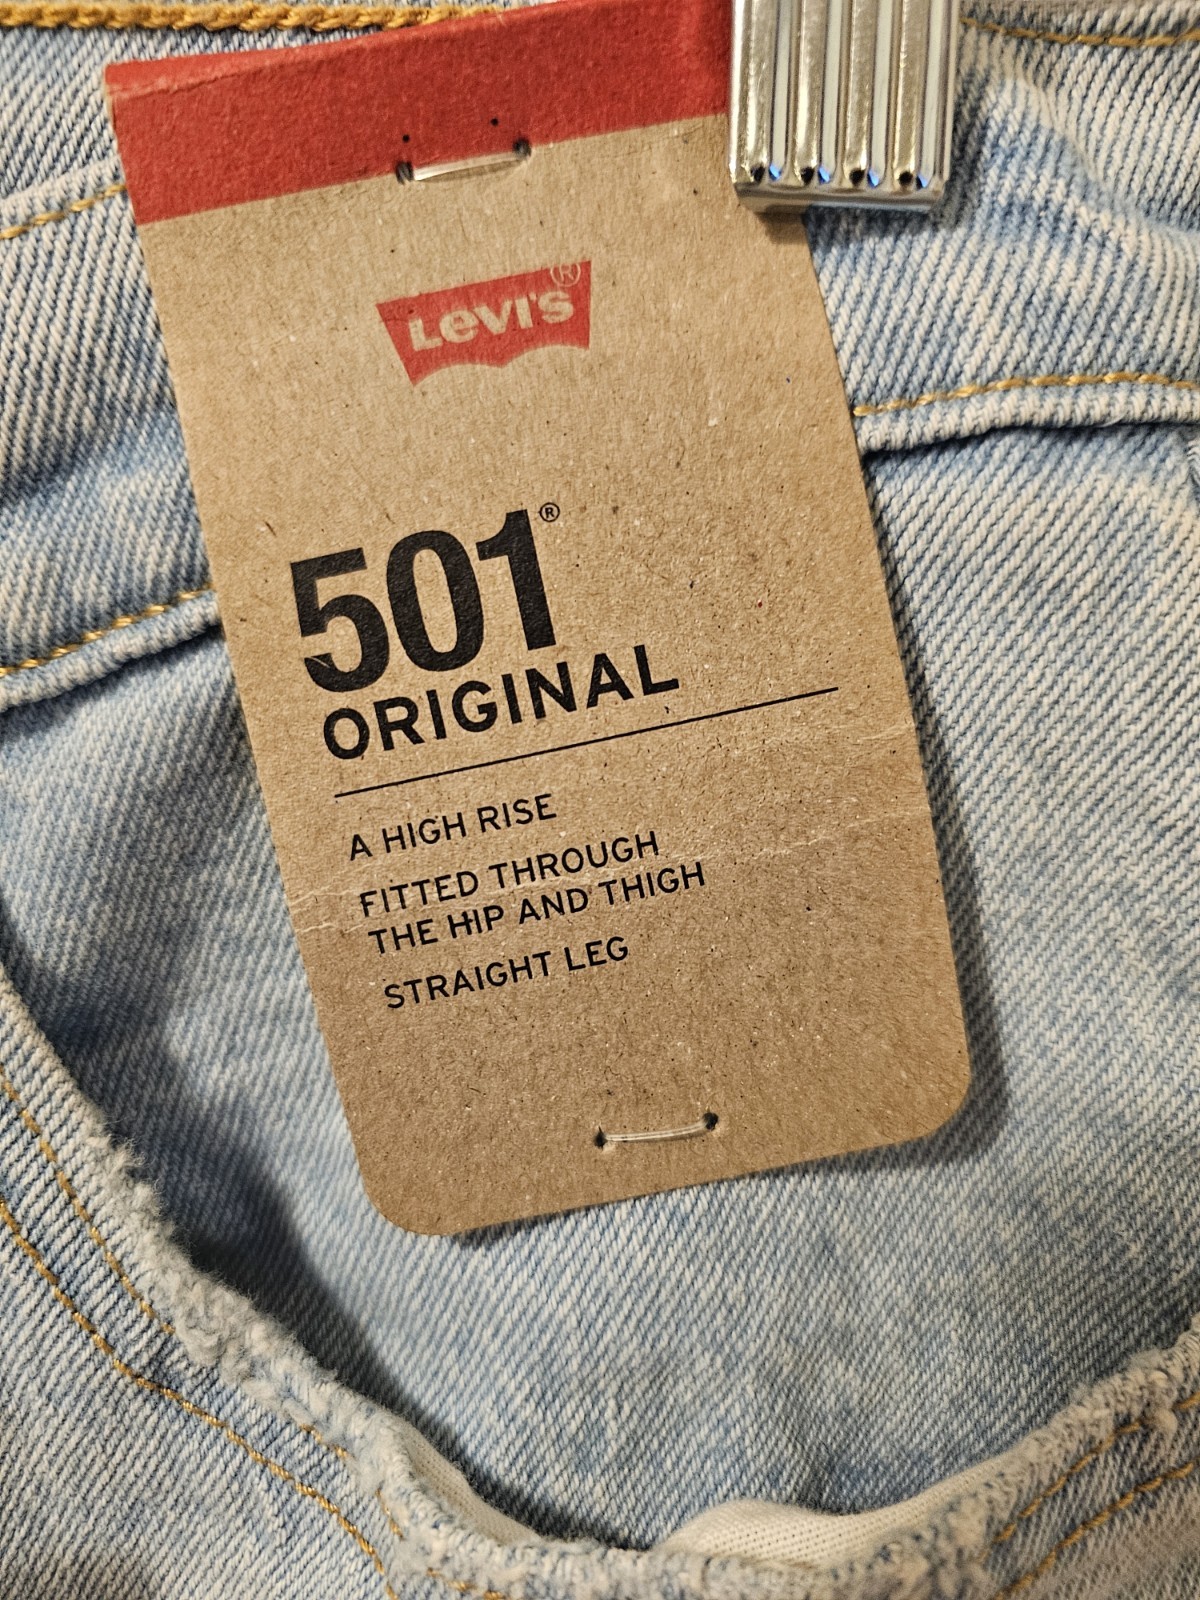 LEVI'S®
501®
ORIGINAL
A HIGH RISE
FITTED THROUGH
THE HIP AND THIGH
STRAIGHT LEG